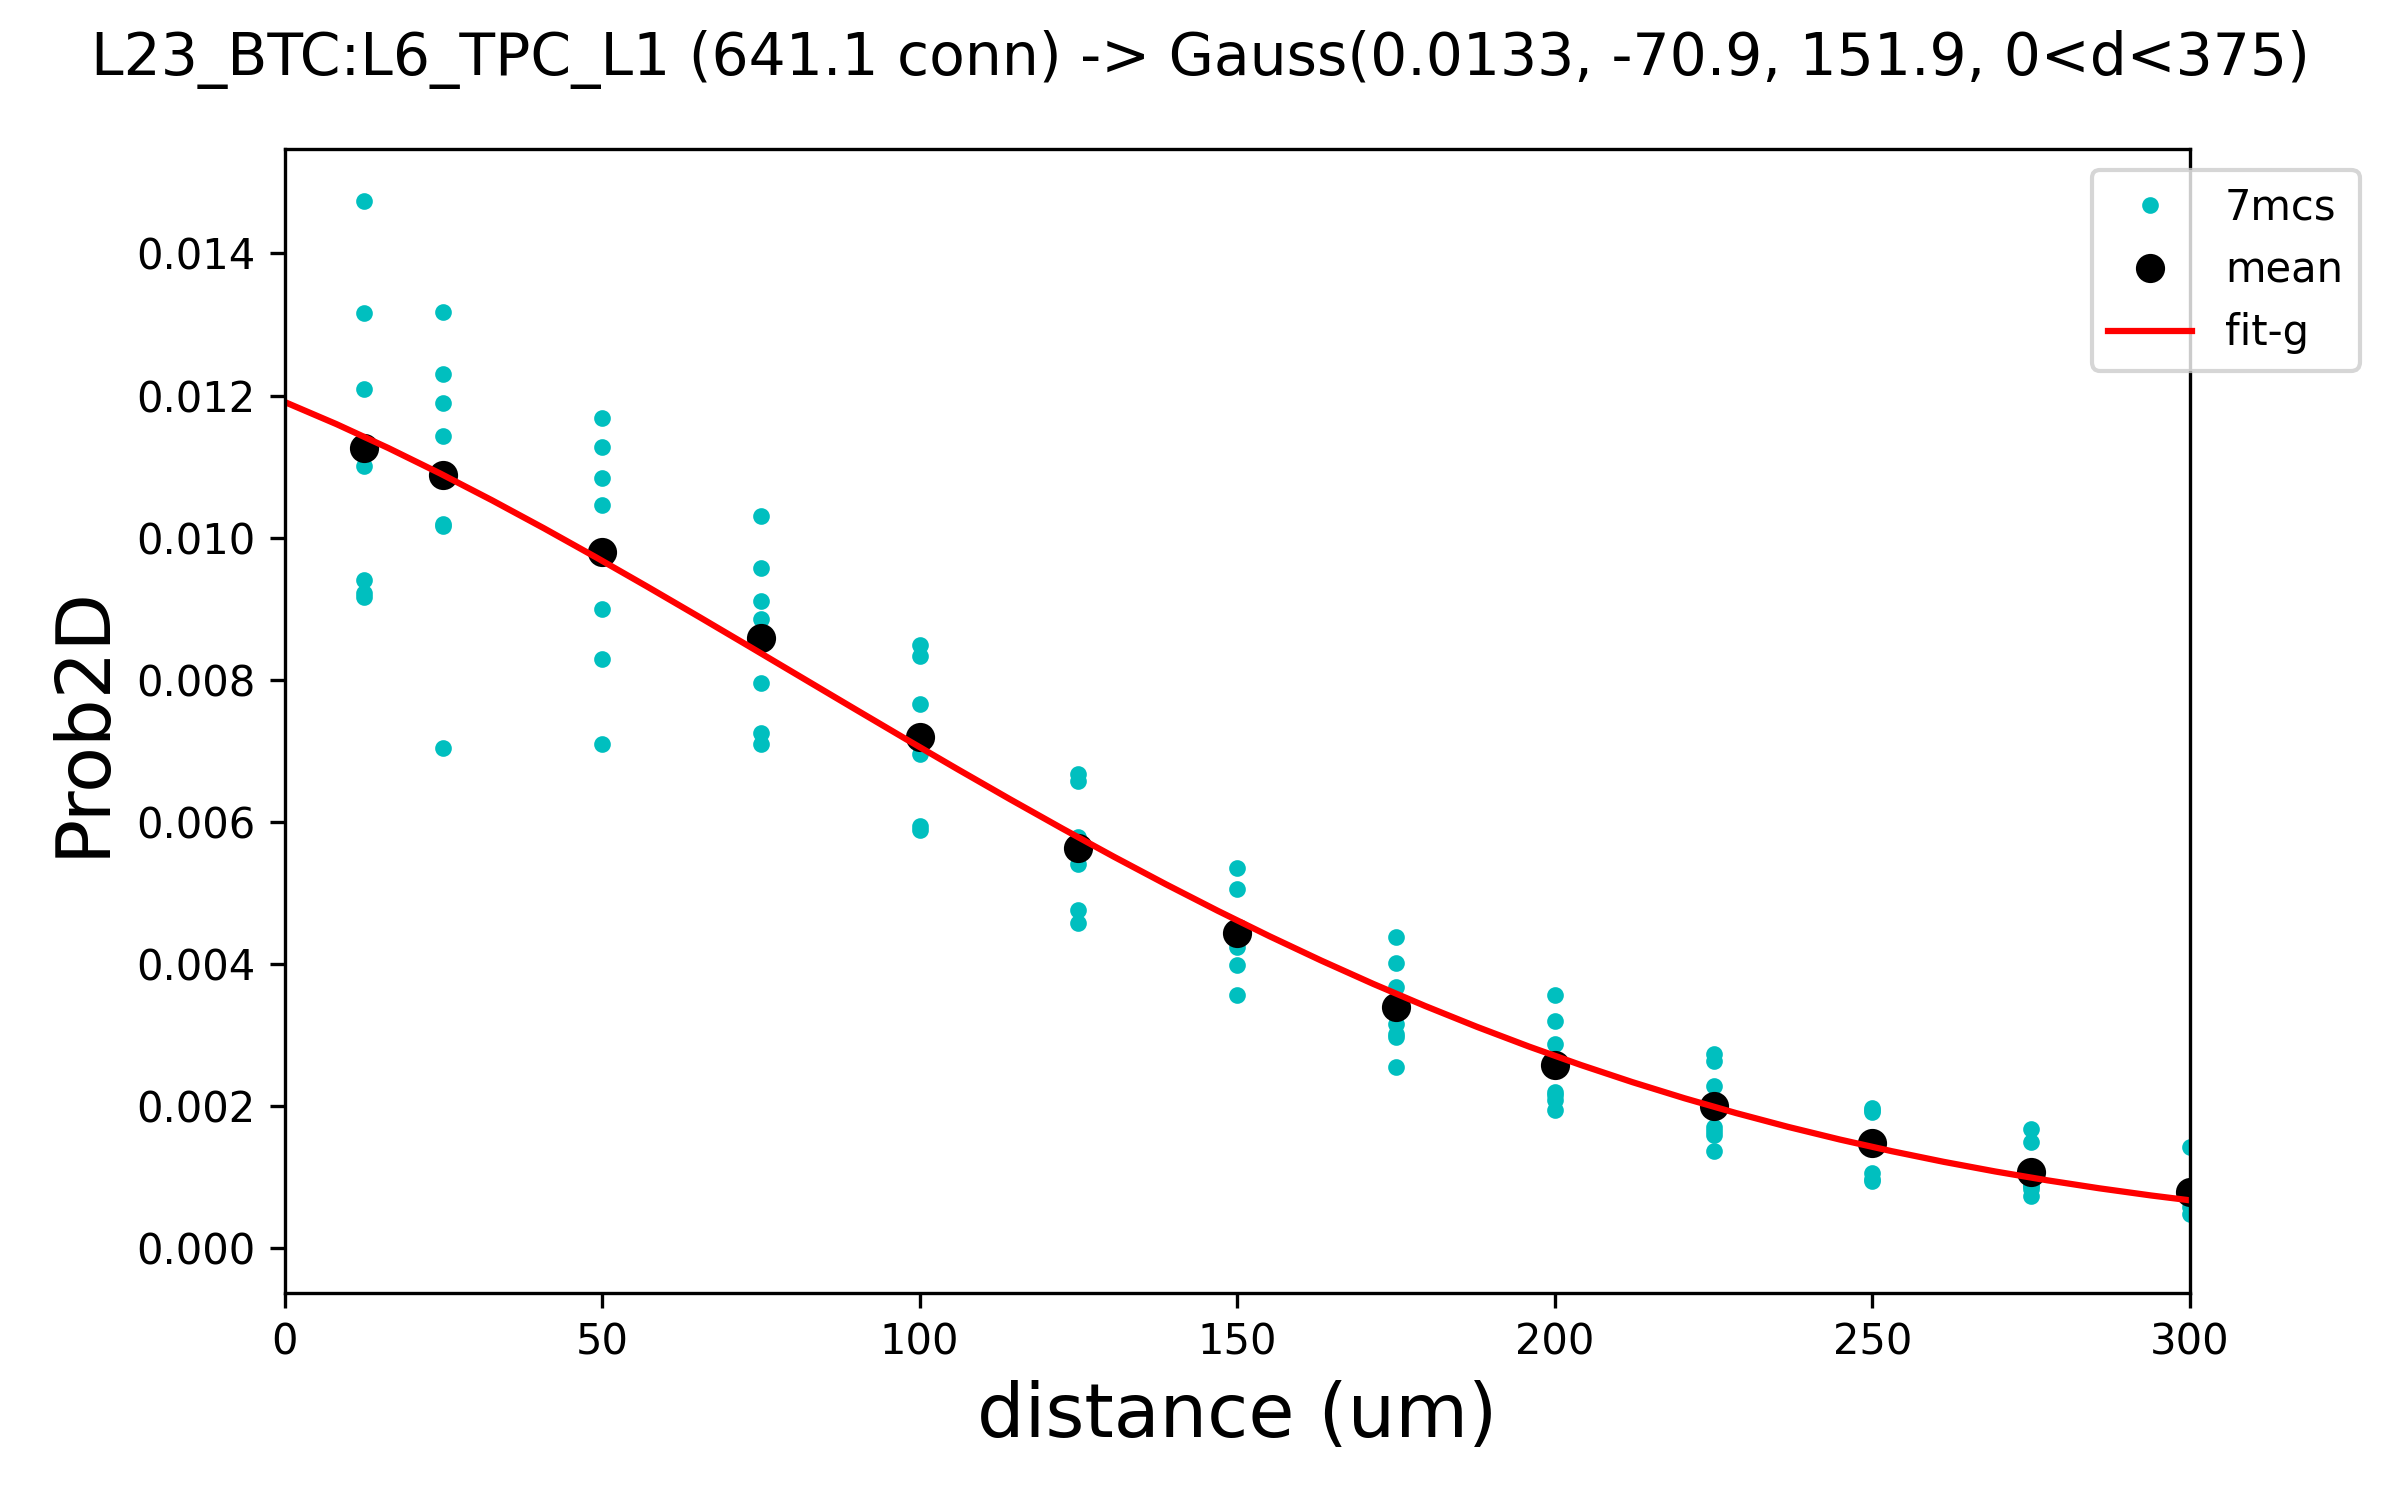 L23_BTC:L6_TPC_L1 (641.1 conn) -> Gauss(0.0133, -70.9, 151.9, 0<d<375)
7mcs
mean
fit-g
Prob2D
0.014
0.012
0.010
0.008
0.006
0.004
0.002
0.000
0 50 100 150 200 250 300
distance (um)